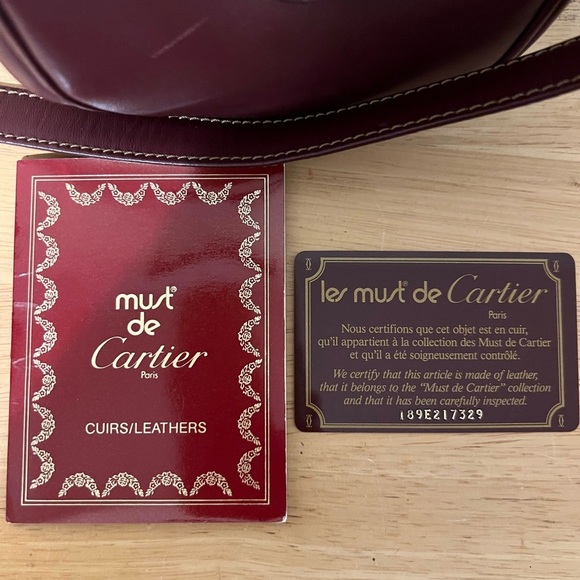 must®
de
Cartier
Paris
CUIRS/LEATHERS
les must® de Cartier
Paris
Nous certifions que cet objet est en cuir,
qu'il appartient à la collection des Must de Cartier
et qu'il a été soigneusement contrôlé.
We certify that this article is made of leather,
that it belongs to the "Must de Cartier" collection
and that it has been carefully inspected.
189E217329